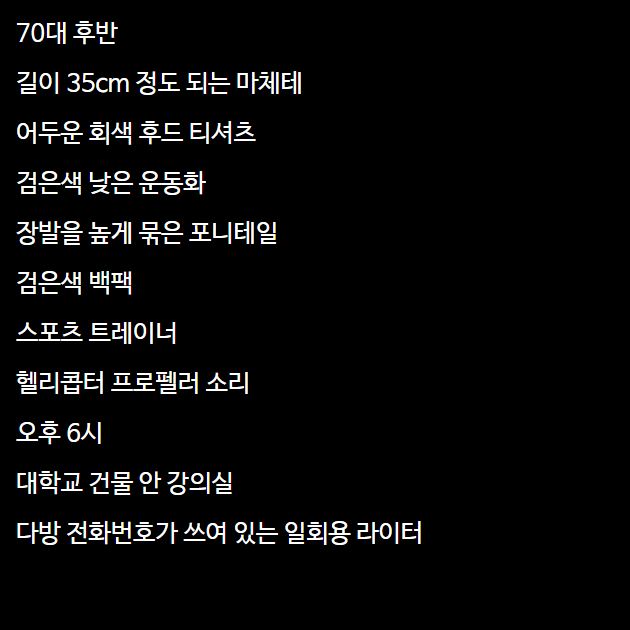 70대 후반
길이 35cm 정도 되는 마체테
어두운 회색 후드 티셔츠
검은색 낮은 운동화
장발을 높게 묶은 포니테일
검은색 백팩
스포츠 트레이너
헬리콥터 프로펠러 소리
오후 6시
대학교 건물 안 강의실
다방 전화번호가 쓰여 있는 일회용 라이터